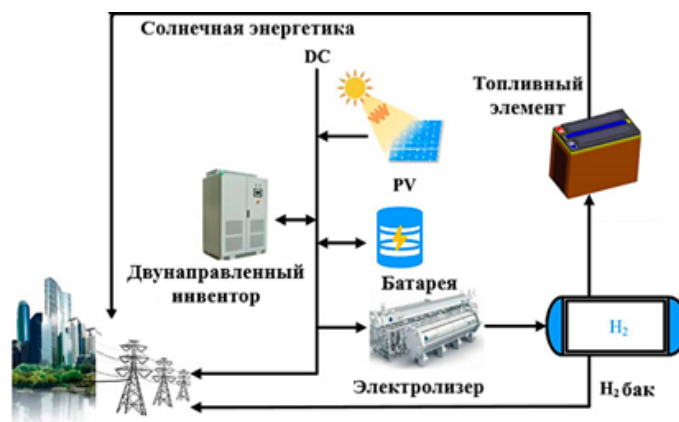 Солнечная энергетика
DC
Топливный
элемент
PV
Двунаправленный
инвентор
Батарея
H₂
Электролизер
H₂ бак